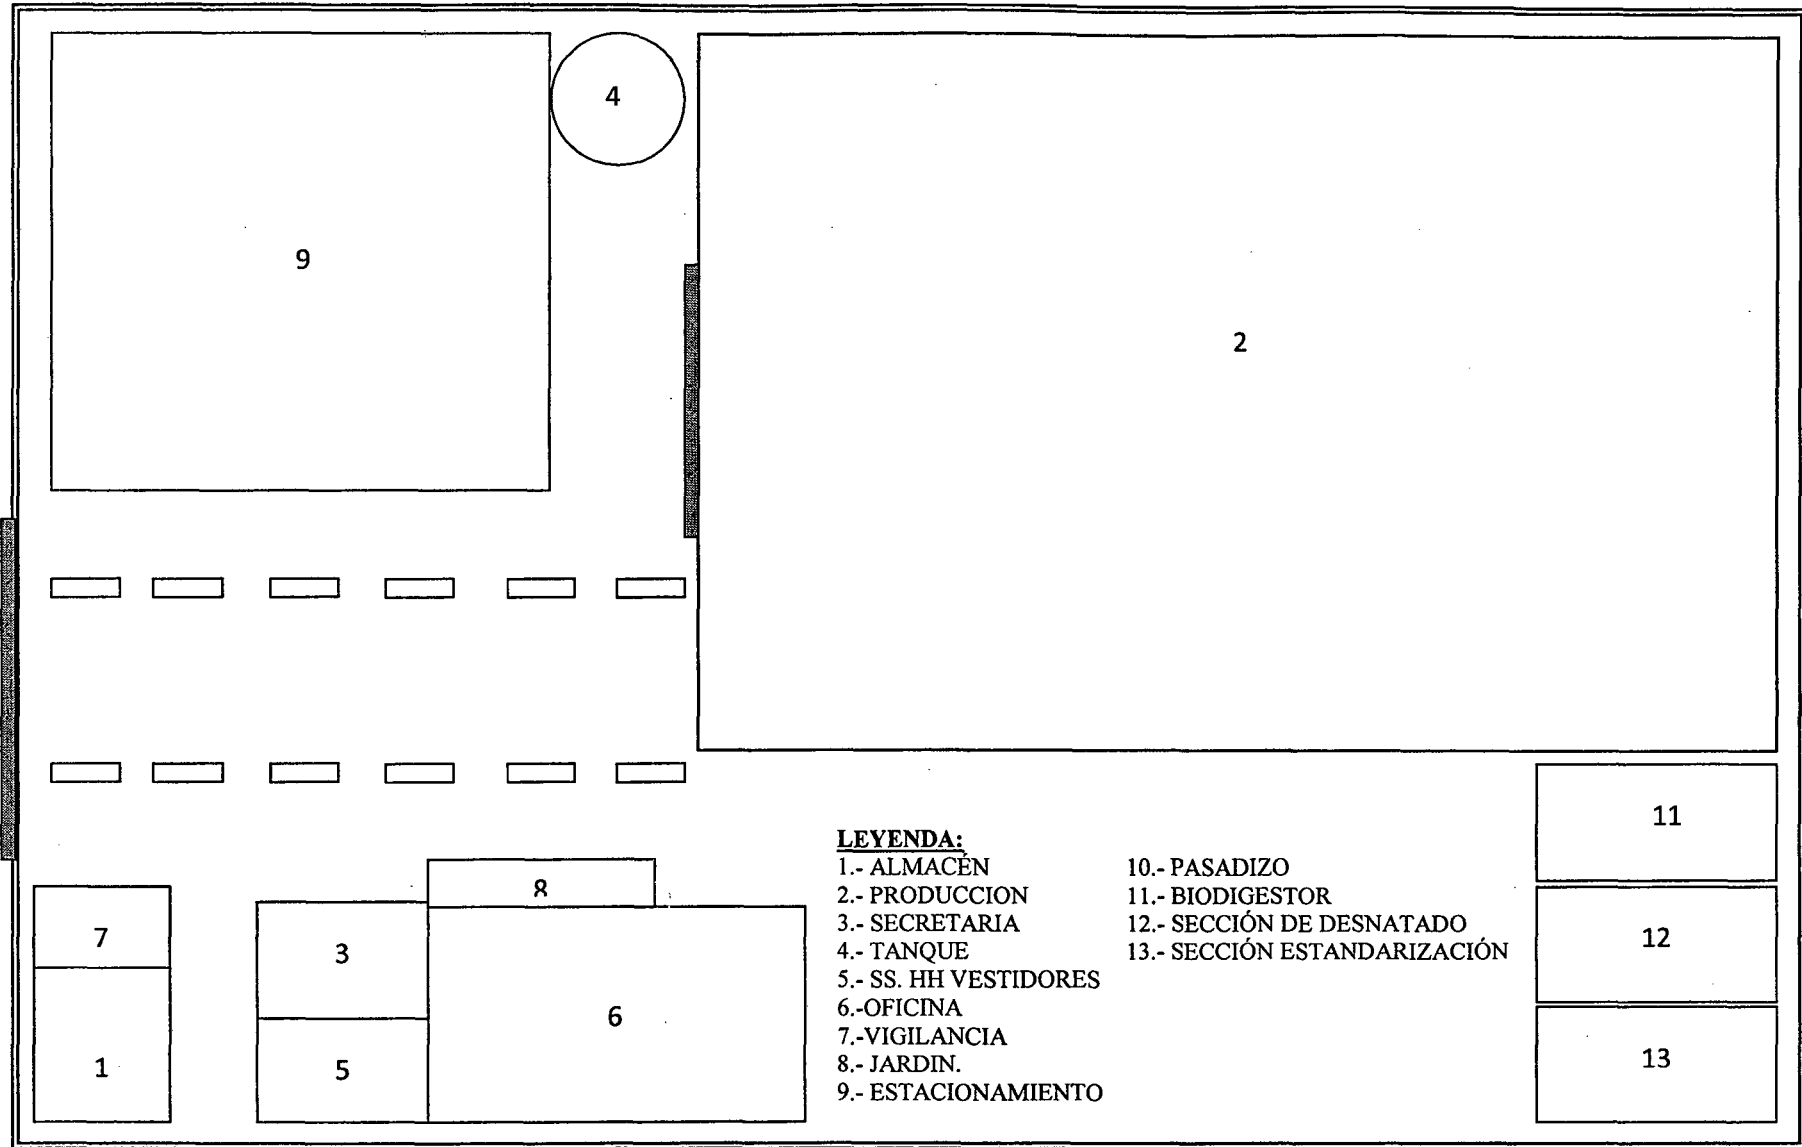 4
9
2
11
12
13
7
1
3
5
8
6
LEYENDA:
1.- ALMACÉN
2.- PRODUCCION
3.- SECRETARIA
4.- TANQUE
5.- SS. HH VESTIDORES
6.-OFICINA
7.-VIGILANCIA
8.- JARDIN.
9.- ESTACIONAMIENTO
10.- PASADIZO
11.- BIODIGESTOR
12.- SECCIÓN DE DESNATADO
13.- SECCIÓN ESTANDARIZACIÓN